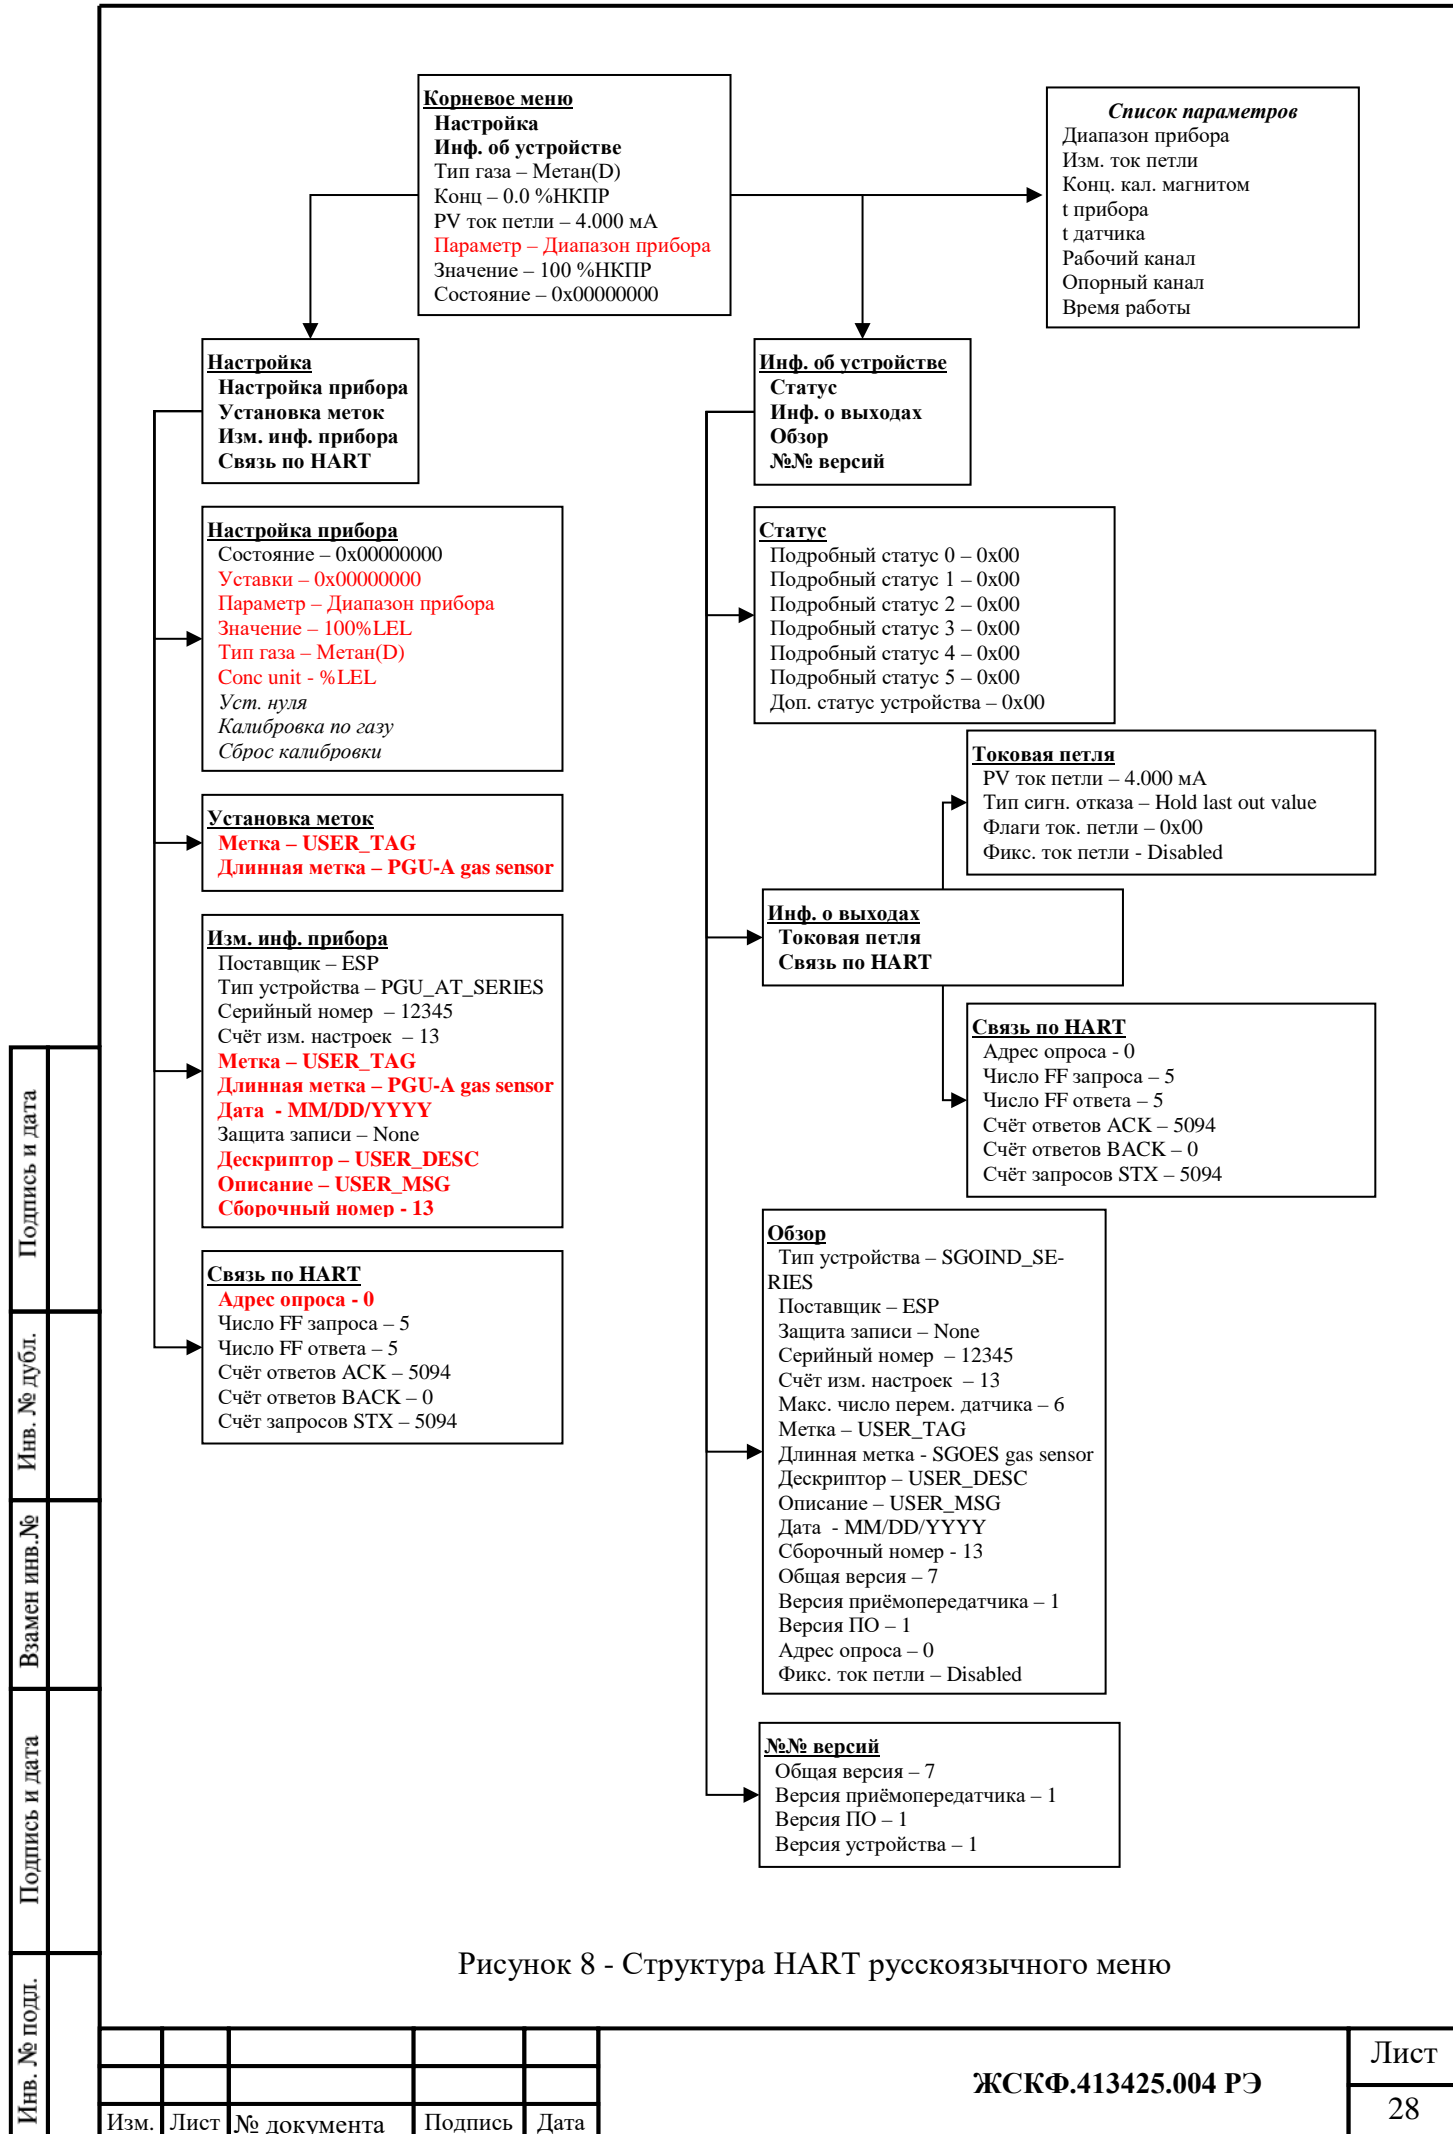 Корневое меню
Настройка
Инф. об устройстве
Тип газа – Метан(D)
Конц – 0.0 %НКПР
PV ток петли – 4.000 мА
Параметр – Диапазон прибора
Значение – 100 %НКПР
Состояние – 0x00000000
Список параметров
Диапазон прибора
Изм. ток петли
Конц. кал. магнитом
t прибора
t датчика
Рабочий канал
Опорный канал
Время работы
Настройка
Настройка прибора
Установка меток
Изм. инф. прибора
Связь по HART
Настройка прибора
Состояние – 0x00000000
Уставки – 0x00000000
Параметр – Диапазон прибора
Значение – 100%LEL
Тип газа – Метан(D)
Conc unit - %LEL
Уст. нуля
Калибровка по газу
Сброс калибровки
Установка меток
Метка – USER_TAG
Длинная метка – PGU-A gas sensor
Изм. инф. прибора
Поставщик – ESP
Тип устройства – PGU_AT_SERIES
Серийный номер – 12345
Счёт изм. настроек – 13
Метка – USER_TAG
Длинная метка – PGU-A gas sensor
Дата - MM/DD/YYYY
Защита записи – None
Дескриптор – USER_DESC
Описание – USER_MSG
Сборочный номер - 13
Связь по HART
Адрес опроса - 0
Число FF запроса – 5
Число FF ответа – 5
Счёт ответов ACK – 5094
Счёт ответов BACK – 0
Счёт запросов STX – 5094
Инф. об устройстве
Статус
Инф. о выходах
Обзор
№№ версий
Статус
Подробный статус 0 – 0x00
Подробный статус 1 – 0x00
Подробный статус 2 – 0x00
Подробный статус 3 – 0x00
Подробный статус 4 – 0x00
Подробный статус 5 – 0x00
Доп. статус устройства – 0x00
Токовая петля
PV ток петли – 4.000 мА
Тип сигн. отказа – Hold last out value
Флаги ток. петли – 0x00
Фикс. ток петли - Disabled
Инф. о выходах
Токовая петля
Связь по HART
Связь по HART
Адрес опроса - 0
Число FF запроса – 5
Число FF ответа – 5
Счёт ответов ACK – 5094
Счёт ответов BACK – 0
Счёт запросов STX – 5094
Обзор
Тип устройства – SGOIND_SE-
RIES
Поставщик – ESP
Защита записи – None
Серийный номер – 12345
Счёт изм. настроек – 13
Макс. число перем. датчика – 6
Метка – USER_TAG
Длинная метка - SGOES gas sensor
Дескриптор – USER_DESC
Описание – USER_MSG
Дата - MM/DD/YYYY
Сборочный номер - 13
Общая версия – 7
Версия приёмопередатчика – 1
Версия ПО – 1
Адрес опроса – 0
Фикс. ток петли – Disabled
№№ версий
Общая версия – 7
Версия приёмопередатчика – 1
Версия ПО – 1
Версия устройства – 1
Рисунок 8 - Структура HART русскоязычного меню
Подпись и дата
Инв. № дубл.
Взамен инв.№
Подпись и дата
Инв. № подл.
Изм. Лист № документа Подпись Дата
ЖСКФ.413425.004 РЭ
Лист
28